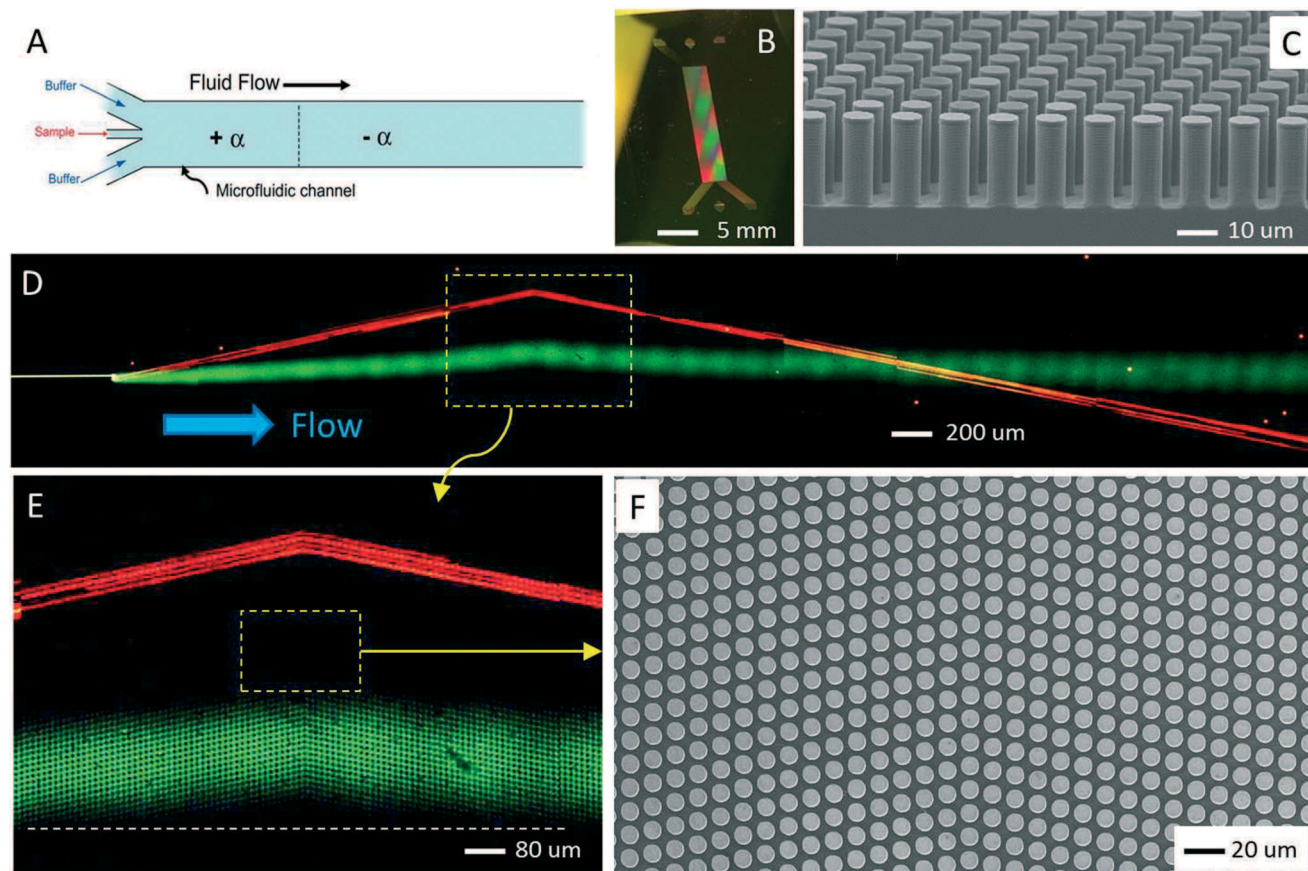 A
Fluid Flow
Buffer
Sample
Buffer
+ α
- α
Microfluidic channel
B
5 mm
C
10 um
D
Flow
200 um
E
80 um
F
20 um